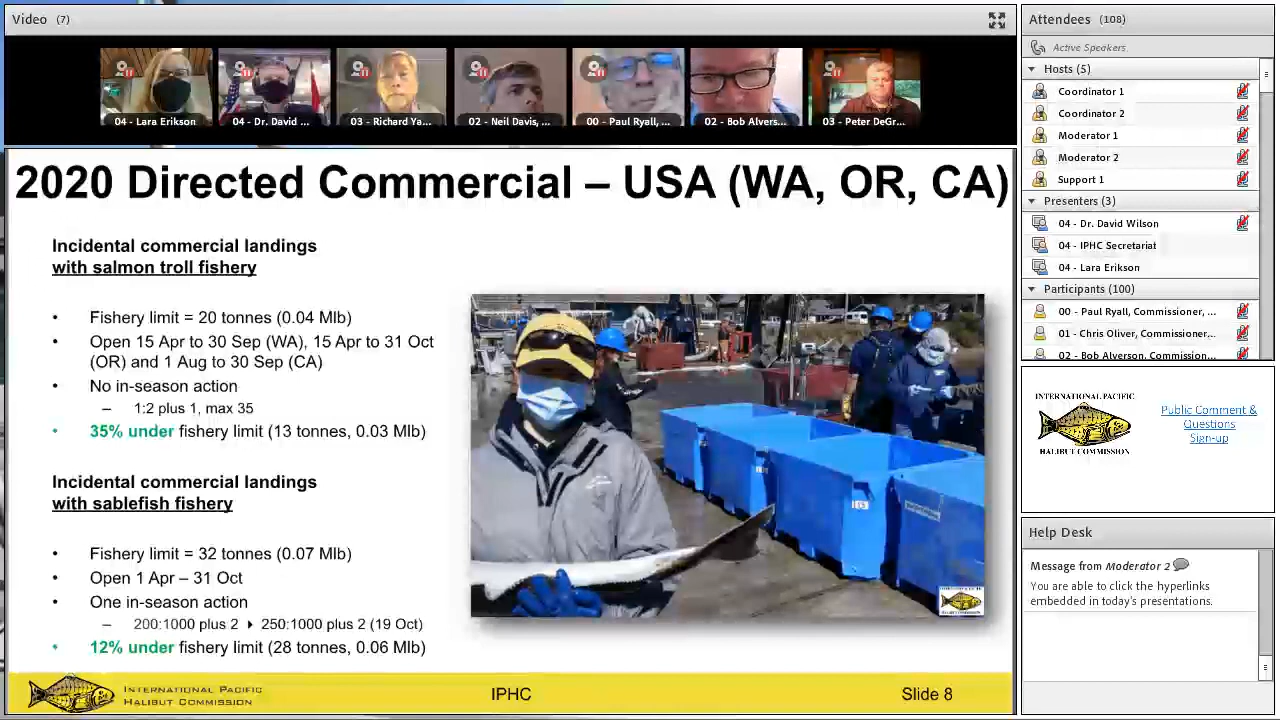 Video (7)
04 - Lara Erikson
04 - Dr. David ...
03 - Richard Ya...
02 - Neil Davis, ...
00 - Paul Ryall, ...
02 - Bob Alvers...
03 - Peter DeGr...
2020 Directed Commercial – USA (WA, OR, CA)
Incidental commercial landings
with salmon troll fishery
• Fishery limit = 20 tonnes (0.04 Mlb)
• Open 15 Apr to 30 Sep (WA), 15 Apr to 31 Oct
(OR) and 1 Aug to 30 Sep (CA)
• No in-season action
– 1:2 plus 1, max 35
• 35% under fishery limit (13 tonnes, 0.03 Mlb)
Incidental commercial landings
with sablefish fishery
• Fishery limit = 32 tonnes (0.07 Mlb)
• Open 1 Apr – 31 Oct
• One in-season action
– 200:1000 plus 2 ▸ 250:1000 plus 2 (19 Oct)
• 12% under fishery limit (28 tonnes, 0.06 Mlb)
INTERNATIONAL PACIFIC
HALIBUT COMMISSION
IPHC
Slide 8
Attendees (108)
Active Speakers
Hosts (5)
Coordinator 1
Coordinator 2
Moderator 1
Moderator 2
Support 1
Presenters (3)
04 - Dr. David Wilson
04 - IPHC Secretariat
04 - Lara Erikson
Participants (100)
00 - Paul Ryall, Commissioner, ...
01 - Chris Oliver, Commissioner...
02 - Bob Alverson, Commission...
INTERNATIONAL PACIFIC
HALIBUT COMMISSION
Public Comment &
Questions
Sign-up
Help Desk
Message from Moderator 2
You are able to click the hyperlinks
embedded in today's presentations.